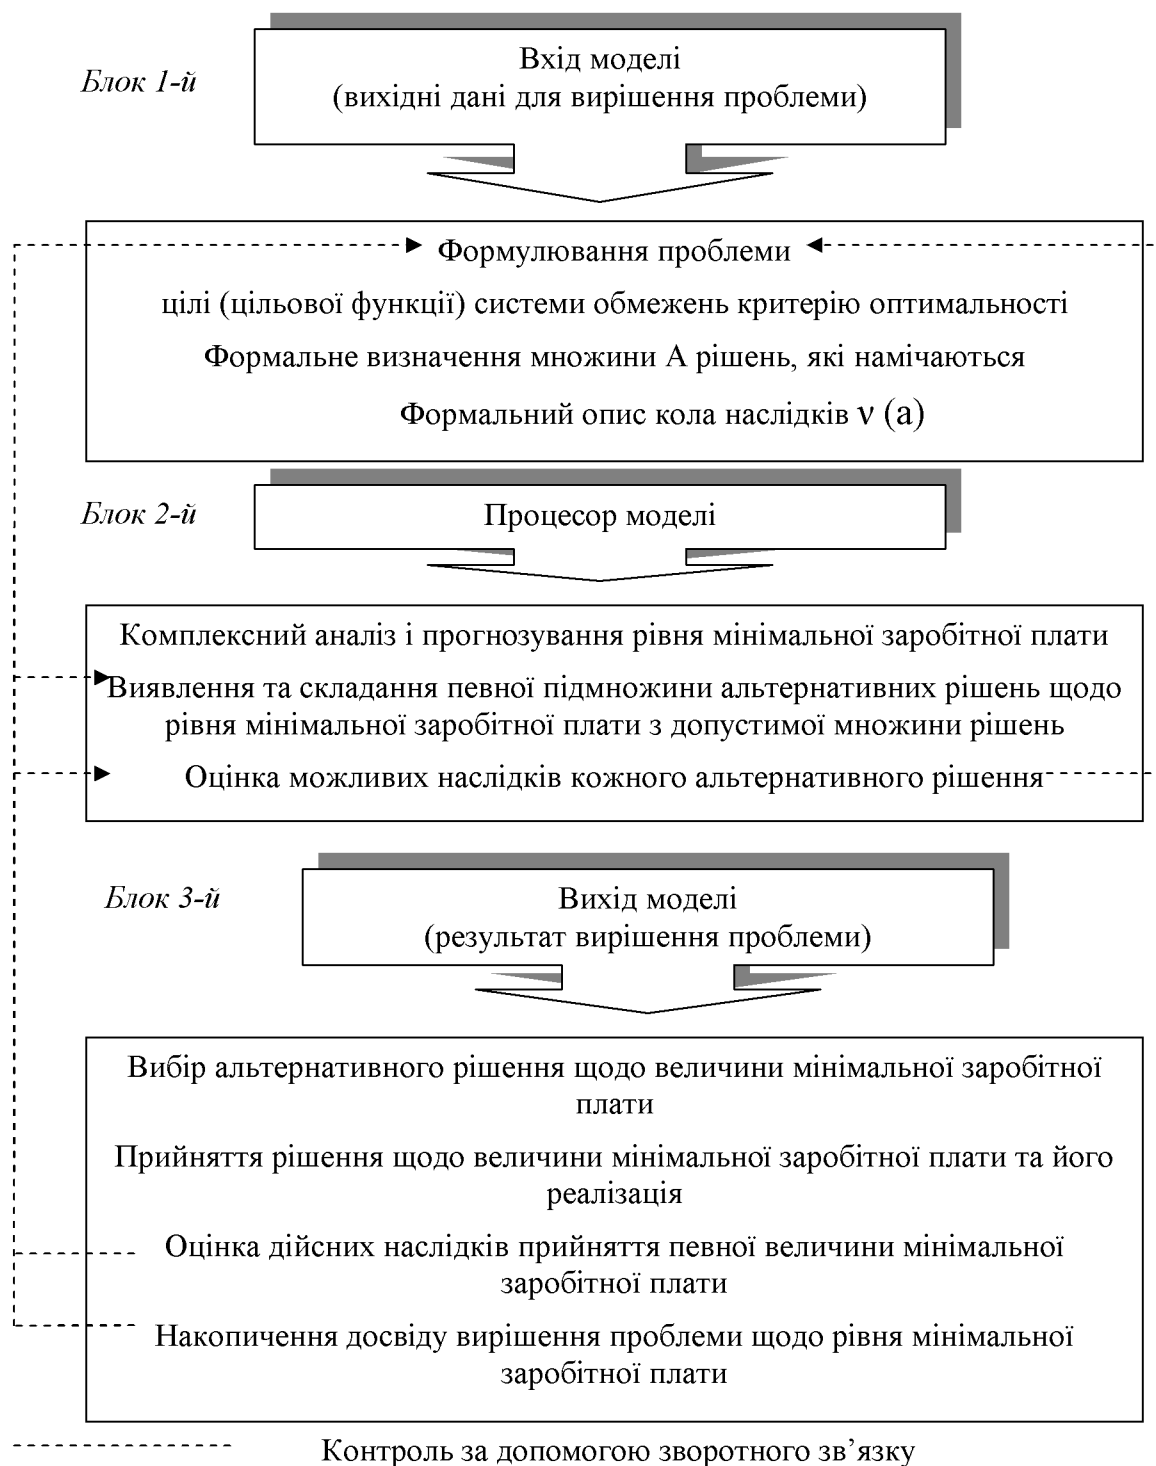 Блок 1-й
Вхід моделі
(вихідні дані для вирішення проблеми)
Формулювання проблеми
цілі (цільової функції) системи обмежень критерію оптимальності
Формальне визначення множини А рішень, які намічаються
Формальний опис кола наслідків ν (а)
Блок 2-й
Процесор моделі
Комплексний аналіз і прогнозування рівня мінімальної заробітної плати
Виявлення та складання певної підмножини альтернативних рішень щодо
рівня мінімальної заробітної плати з допустимої множини рішень
Оцінка можливих наслідків кожного альтернативного рішення
Блок 3-й
Вихід моделі
(результат вирішення проблеми)
Вибір альтернативного рішення щодо величини мінімальної заробітної
плати
Прийняття рішення щодо величини мінімальної заробітної плати та його
реалізація
Оцінка дійсних наслідків прийняття певної величини мінімальної
заробітної плати
Накопичення досвіду вирішення проблеми щодо рівня мінімальної
заробітної плати
Контроль за допомогою зворотного зв’язку